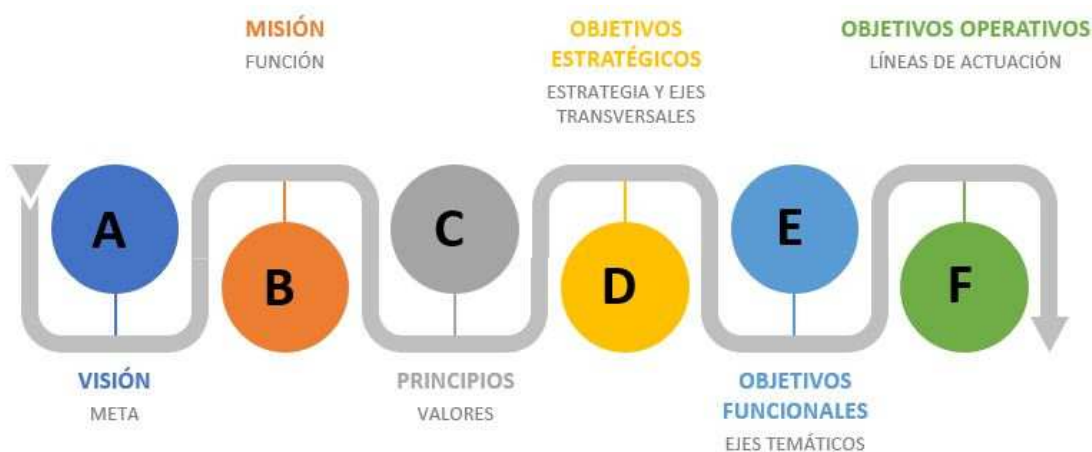 MISIÓN
FUNCIÓN
OBJETIVOS
ESTRATÉGICOS
ESTRATEGIA Y EJES
TRANSVERSALES
OBJETIVOS OPERATIVOS
LÍNEAS DE ACTUACIÓN
A
B
C
D
E
F
VISIÓN
META
PRINCIPIOS
VALORES
OBJETIVOS
FUNCIONALES
EJES TEMÁTICOS